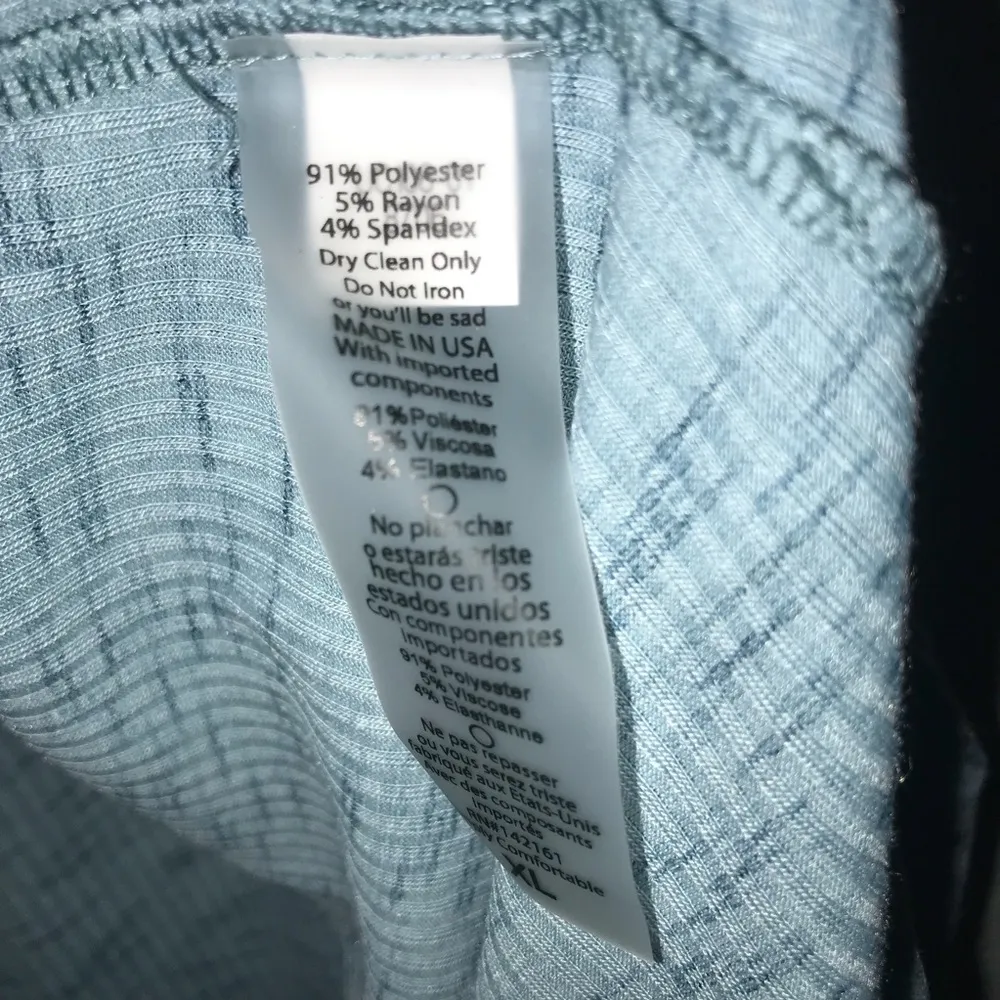 91% Polyester
5% Rayon
4% Spandex
Dry Clean Only
Do Not Iron
or you'll be sad
MADE IN USA
With imported
components
91% Poliéster
5% Viscosa
4% Elastano
No planchar
o estarás triste
hecho en los
estados unidos
Con componentes
Importados
91% Polyester
5% Viscose
4% Elasthanne
Ne pas repasser
ou vous serez triste
fabriqué aux Etats-Unis
Avec des composants
Importés
RN#142161
Comfortable
XL